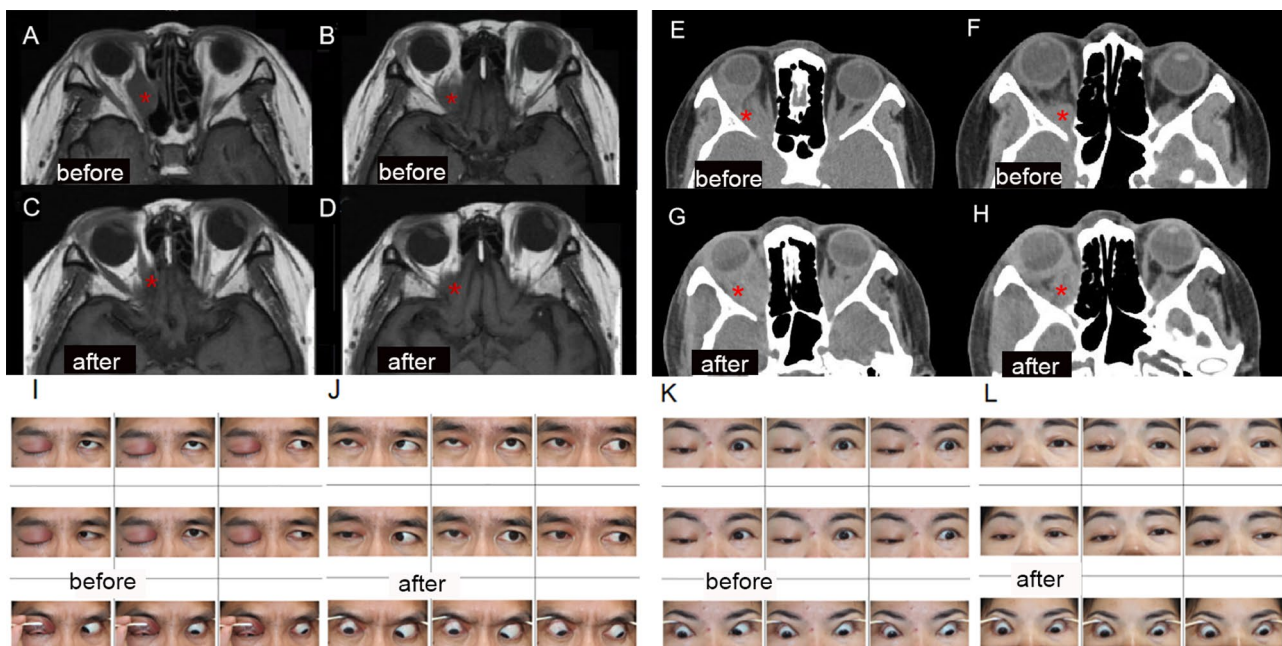 A
B
before
before
C
D
after
after
E
F
before
before
G
H
after
after
I
J
before
after
K
L
before
after